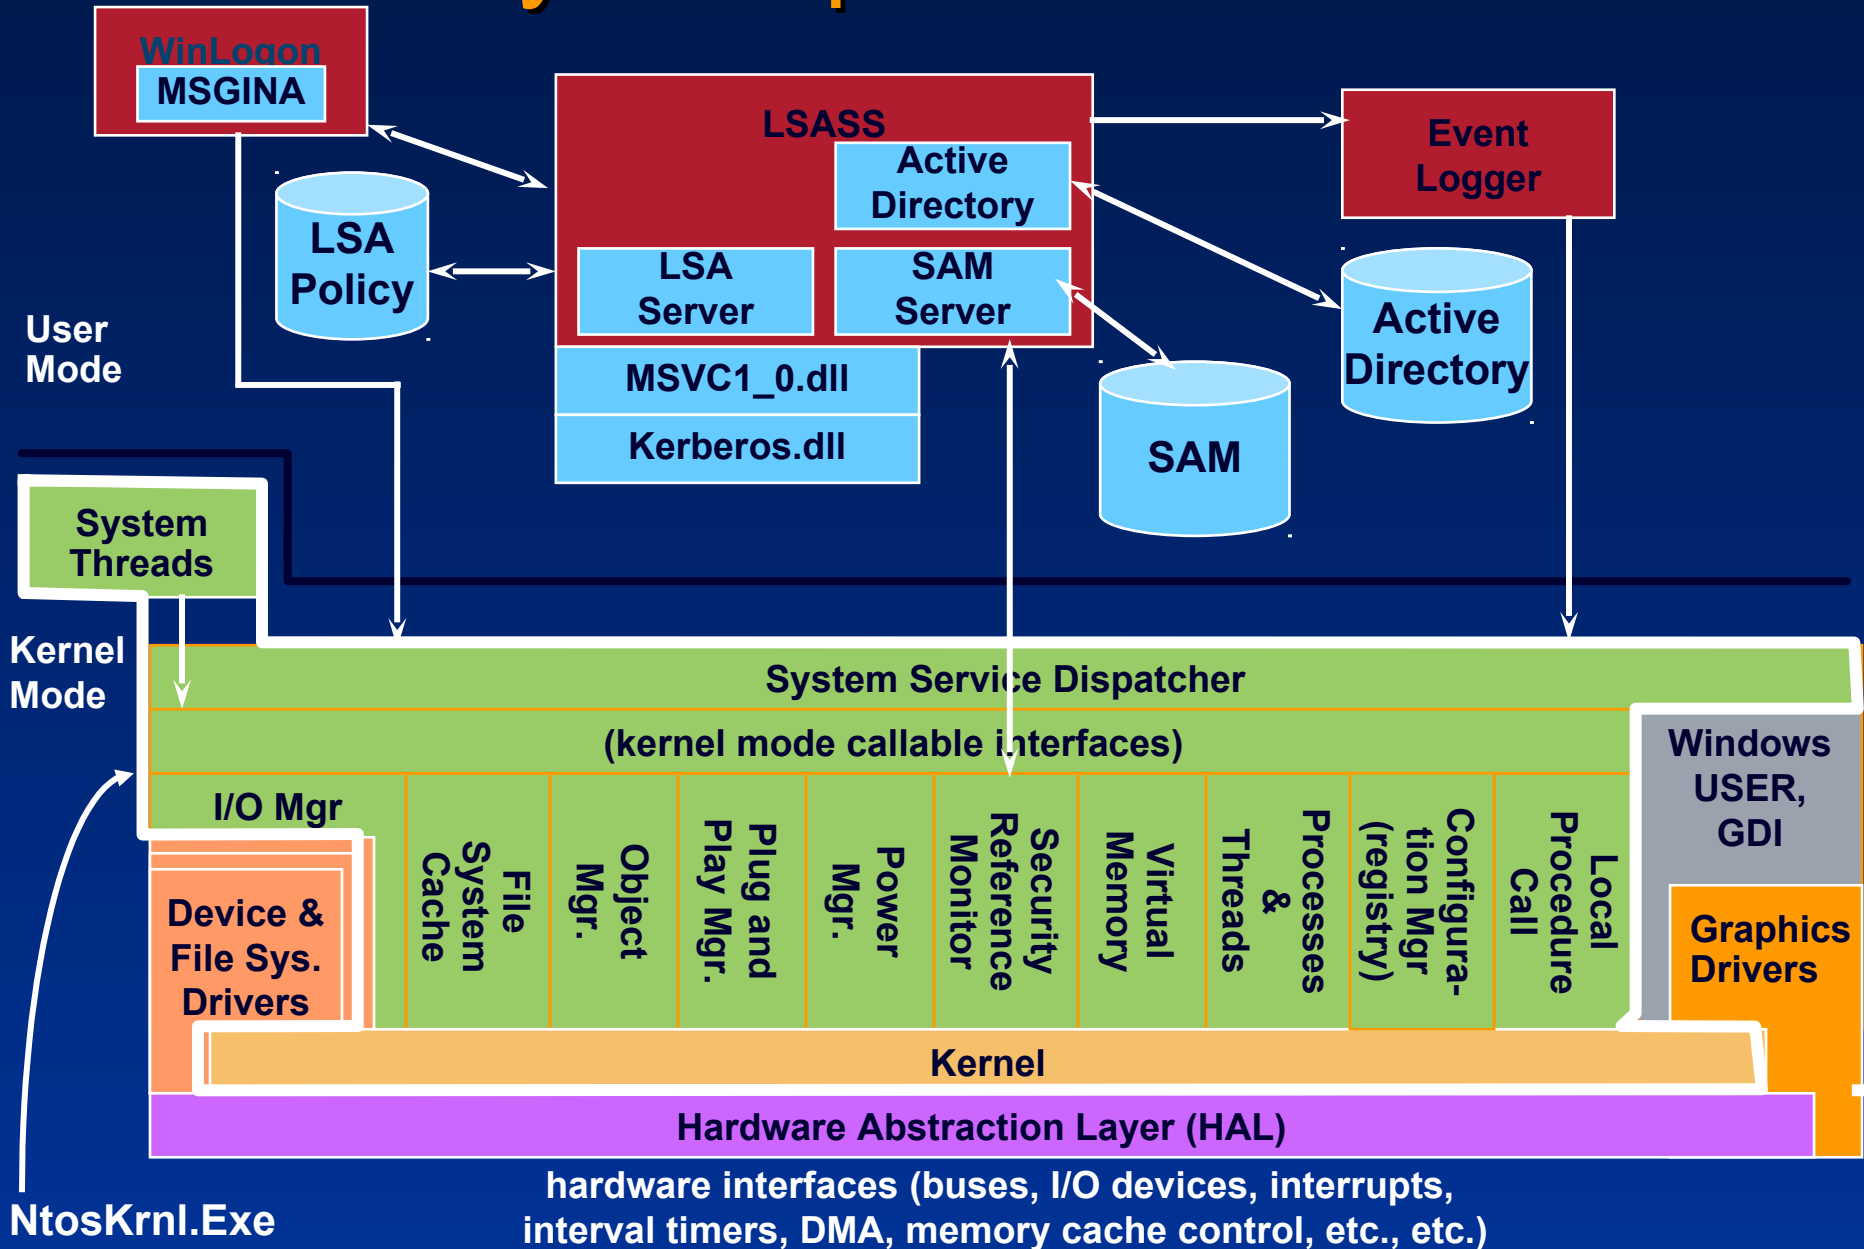 WinLogon
MSGINA
LSASS
Active
Directory
LSA
Server
SAM
Server
MSVC1_0.dll
Kerberos.dll
Event
Logger
LSA
Policy
Active
Directory
SAM
User
Mode
System
Threads
Kernel
Mode
System Service Dispatcher
(kernel mode callable interfaces)
I/O Mgr
File
System
Cache
Object
Mgr.
Plug and
Play Mgr.
Power
Mgr.
Security
Reference
Monitor
Virtual
Memory
Processes
&
Threads
Configura-
tion Mgr
(registry)
Local
Procedure
Call
Windows
USER,
GDI
Device &
File Sys.
Drivers
Graphics
Drivers
Kernel
Hardware Abstraction Layer (HAL)
hardware interfaces (buses, I/O devices, interrupts,
interval timers, DMA, memory cache control, etc., etc.)
NtosKrnl.Exe